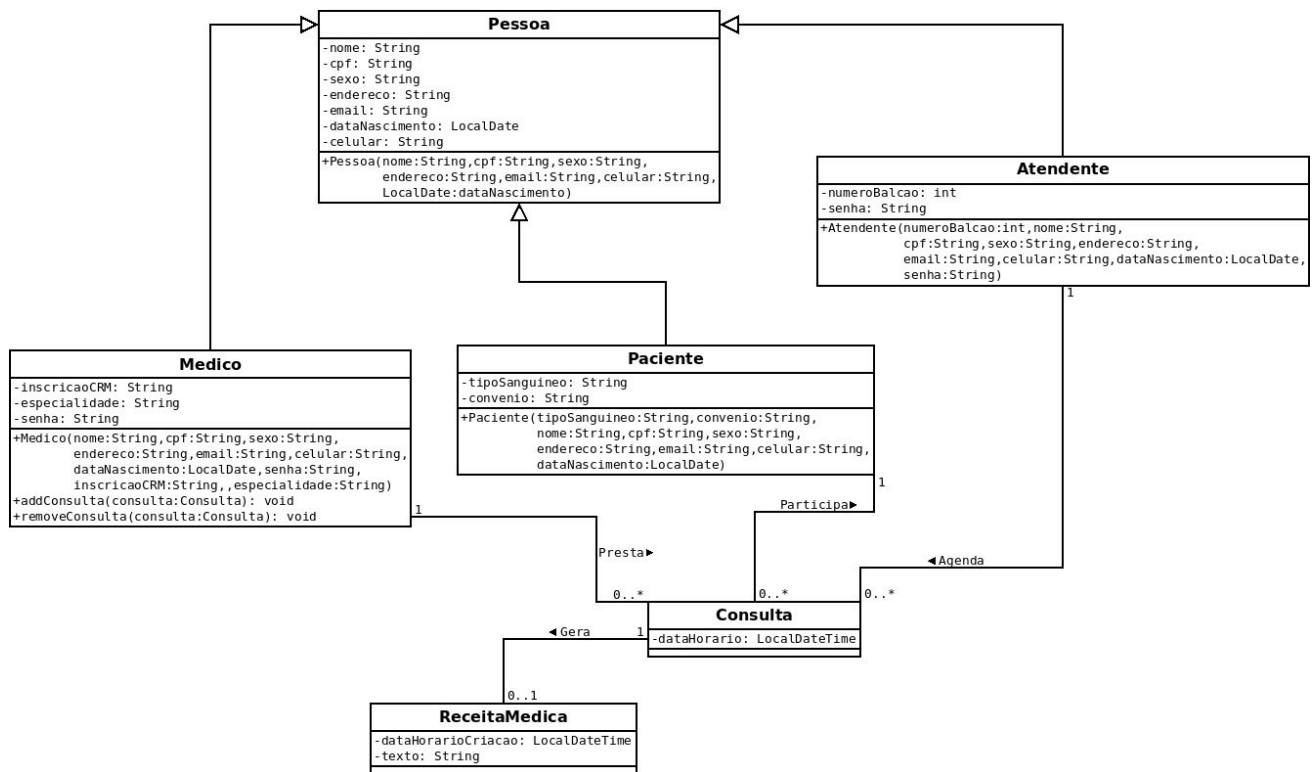 Pessoa
-nome: String
-cpf: String
-sexo: String
-endereco: String
-email: String
-dataNascimento: LocalDate
-celular: String
+Pessoa(nome:String,cpf:String,sexo:String,
endereco:String,email:String,celular:String,
LocalDate:dataNascimento)
Atendente
-numeroBalcao: int
-senha: String
+Atendente(numeroBalcao:int,nome:String,
cpf:String,sexo:String,endereco:String,
email:String,celular:String,dataNascimento:LocalDate,
senha:String)
1
Medico
-inscricaoCRM: String
-especialidade: String
-senha: String
+Medico(nome:String,cpf:String,sexo:String,
endereco:String,email:String,celular:String,
dataNascimento:LocalDate,senha:String,
inscricaoCRM:String,,especialidade:String)
+addConsulta(consulta:Consulta): void
+removeConsulta(consulta:Consulta): void
1
Paciente
-tipoSanguineo: String
-convenio: String
+Paciente(tipoSanguineo:String,convenio:String,
nome:String,cpf:String,sexo:String,
endereco:String,email:String,celular:String,
dataNascimento:LocalDate)
1
Participa►
Presta►
◄Agenda
0..*
0..*
0..*
Consulta
-dataHorario: LocalDateTime
◄Gera
1
0..1
ReceitaMedica
-dataHorarioCriacao: LocalDateTime
-texto: String